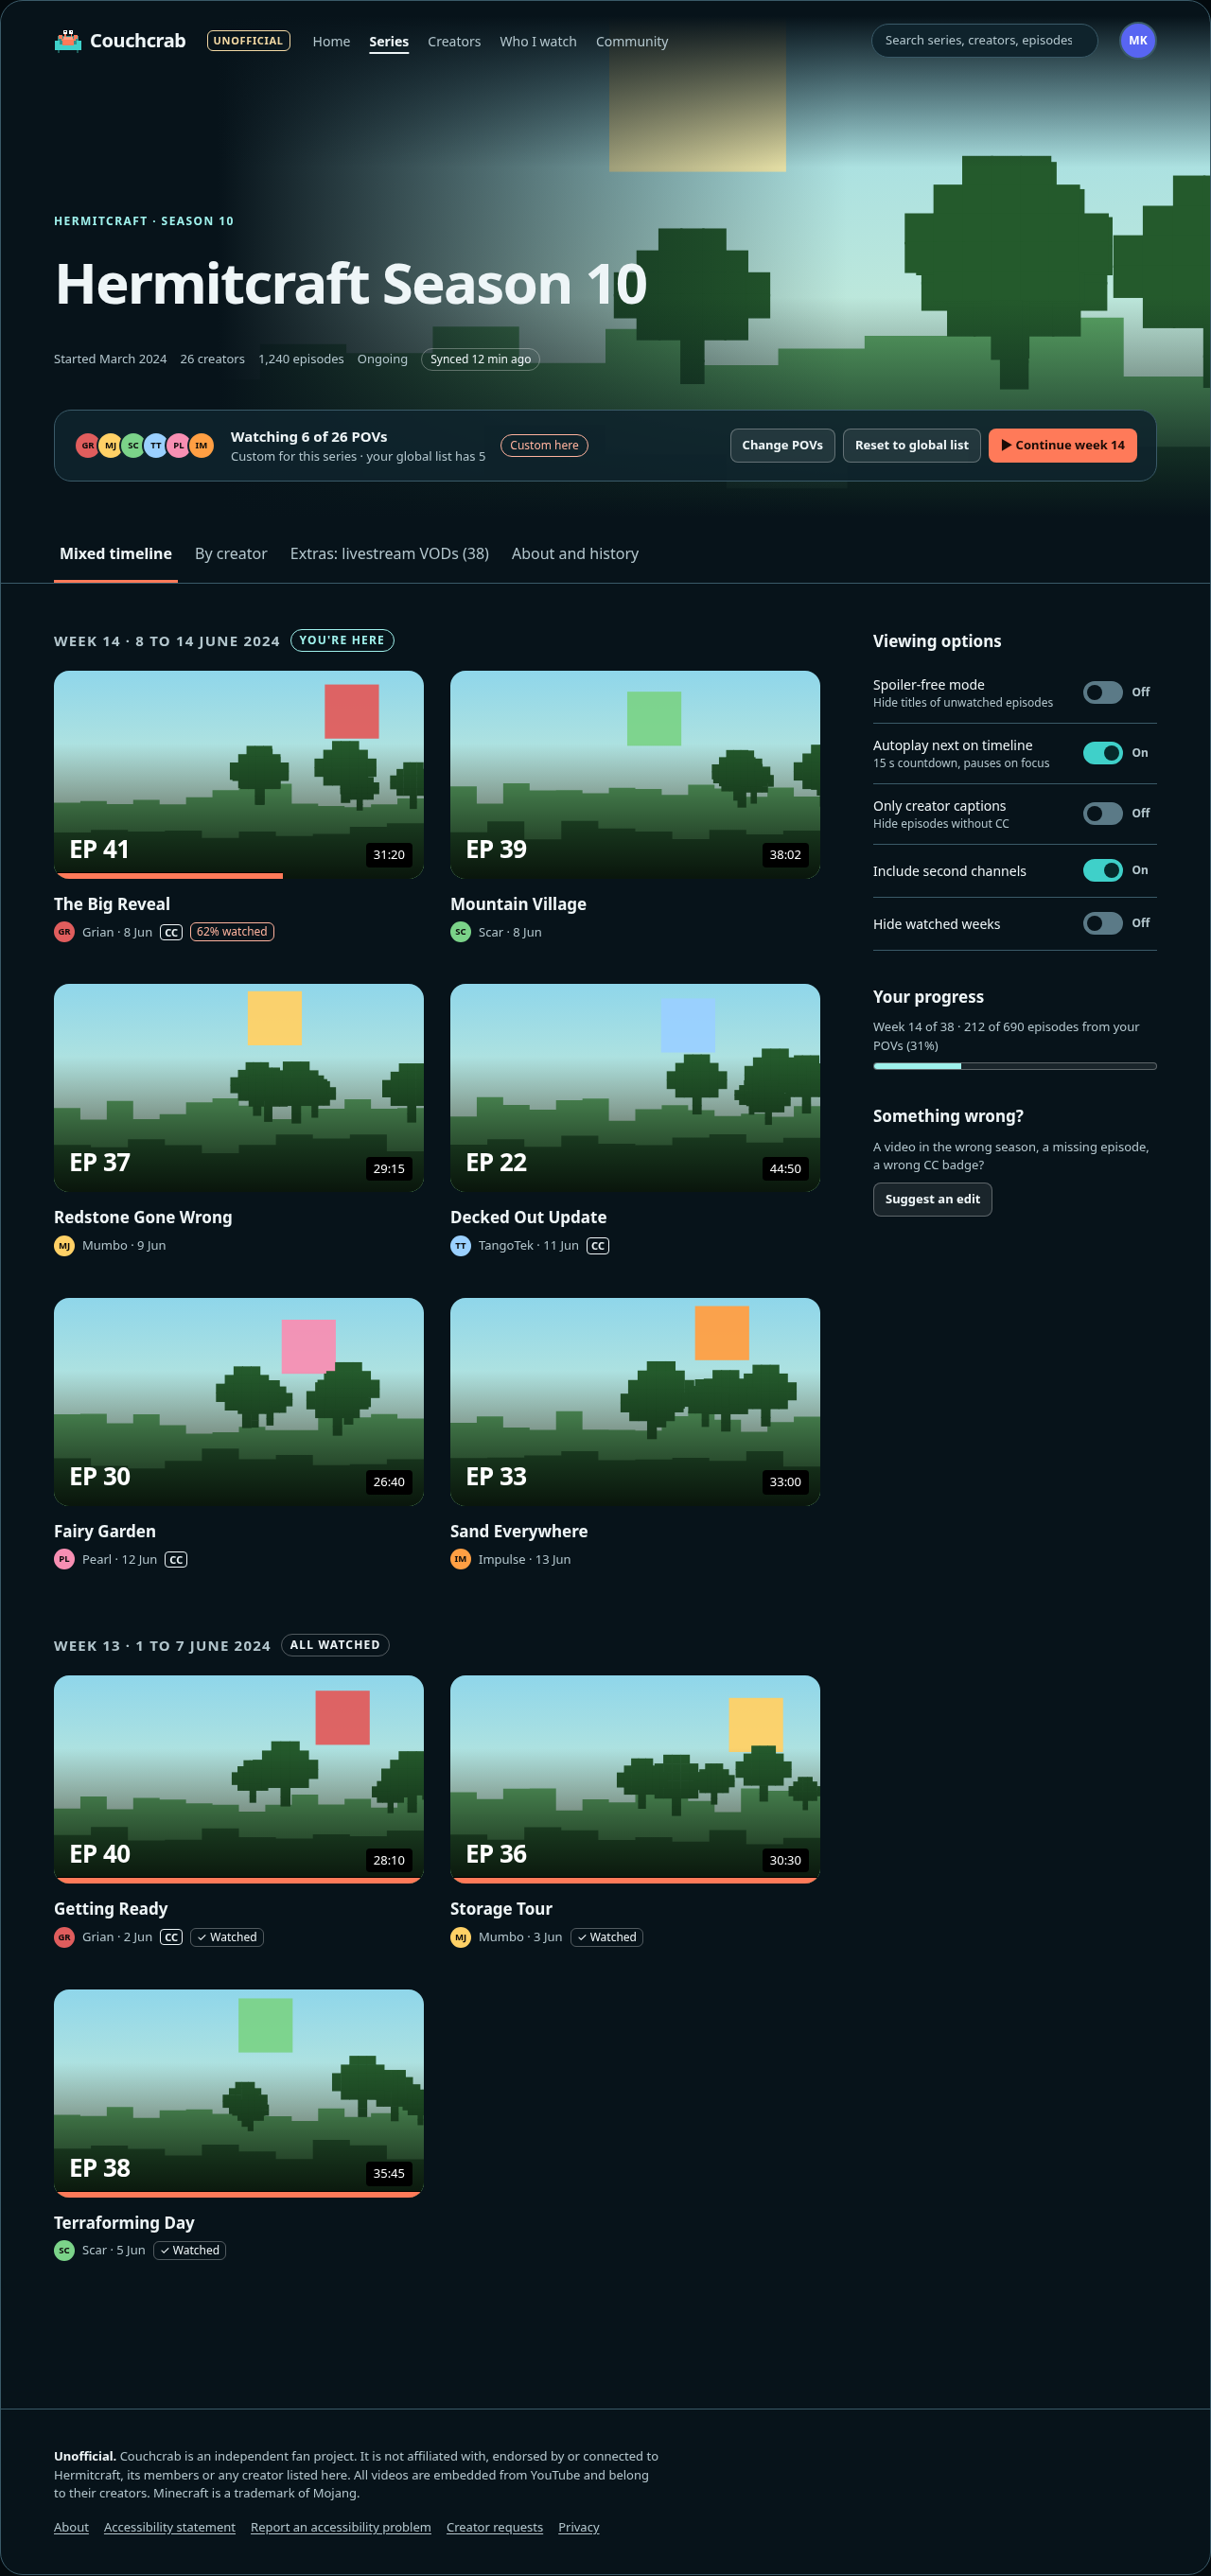 Couchcrab
UNOFFICIAL
Home
Series
Creators
Who I watch
Community
Search series, creators, episodes
MK
HERMITCRAFT · SEASON 10
Hermitcraft Season 10
Started March 2024
26 creators
1,240 episodes
Ongoing
Synced 12 min ago
GR
MJ
SC
TT
PL
IM
Watching 6 of 26 POVs
Custom for this series · your global list has 5
Custom here
Change POVs
Reset to global list
▶ Continue week 14
Mixed timeline
By creator
Extras: livestream VODs (38)
About and history
WEEK 14 · 8 TO 14 JUNE 2024
YOU'RE HERE
EP 41
31:20
The Big Reveal
GR
Grian · 8 Jun
CC
62% watched
EP 39
38:02
Mountain Village
SC
Scar · 8 Jun
EP 37
29:15
Redstone Gone Wrong
MJ
Mumbo · 9 Jun
EP 22
44:50
Decked Out Update
TT
TangoTek · 11 Jun
CC
EP 30
26:40
Fairy Garden
PL
Pearl · 12 Jun
CC
EP 33
33:00
Sand Everywhere
IM
Impulse · 13 Jun
WEEK 13 · 1 TO 7 JUNE 2024
ALL WATCHED
EP 40
28:10
Getting Ready
GR
Grian · 2 Jun
CC
✓ Watched
EP 36
30:30
Storage Tour
MJ
Mumbo · 3 Jun
✓ Watched
EP 38
35:45
Terraforming Day
SC
Scar · 5 Jun
✓ Watched
Viewing options
Spoiler-free mode
Hide titles of unwatched episodes
Off
Autoplay next on timeline
15 s countdown, pauses on focus
On
Only creator captions
Hide episodes without CC
Off
Include second channels
On
Hide watched weeks
Off
Your progress
Week 14 of 38 · 212 of 690 episodes from your
POVs (31%)
Something wrong?
A video in the wrong season, a missing episode,
a wrong CC badge?
Suggest an edit
Unofficial. Couchcrab is an independent fan project. It is not affiliated with, endorsed by or connected to
Hermitcraft, its members or any creator listed here. All videos are embedded from YouTube and belong
to their creators. Minecraft is a trademark of Mojang.
About
Accessibility statement
Report an accessibility problem
Creator requests
Privacy